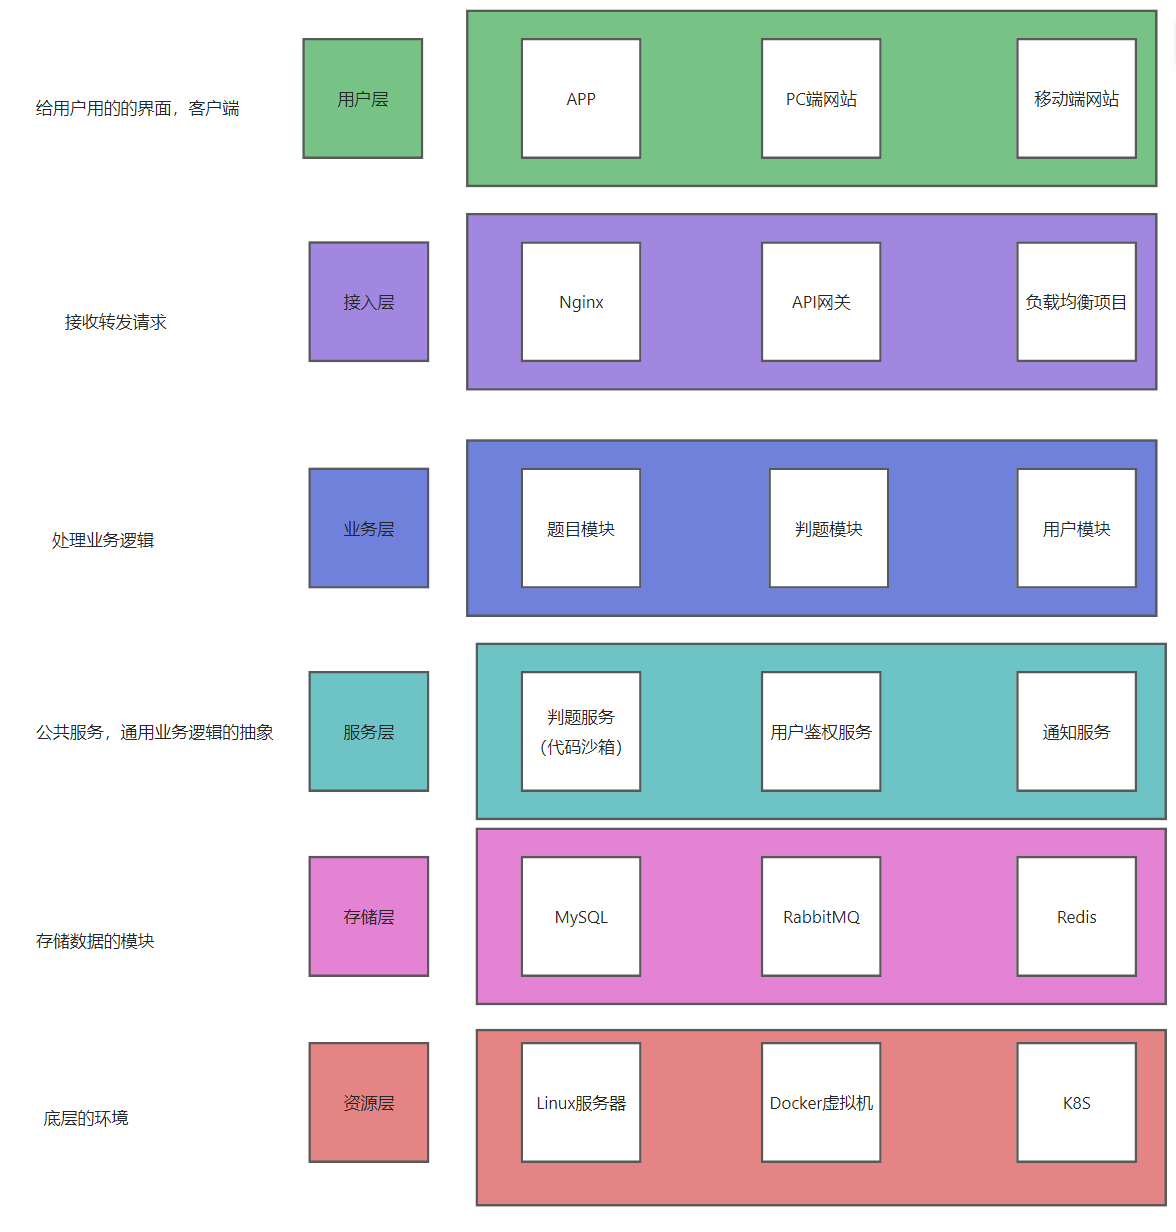 给用户用的的界面，客户端
用户层
APP
PC端网站
移动端网站
接收转发请求
接入层
Nginx
API网关
负载均衡项目
处理业务逻辑
业务层
题目模块
判题模块
用户模块
公共服务，通用业务逻辑的抽象
服务层
判题服务
（代码沙箱）
用户鉴权服务
通知服务
存储数据的模块
存储层
MySQL
RabbitMQ
Redis
底层的环境
资源层
Linux服务器
Docker虚拟机
K8S